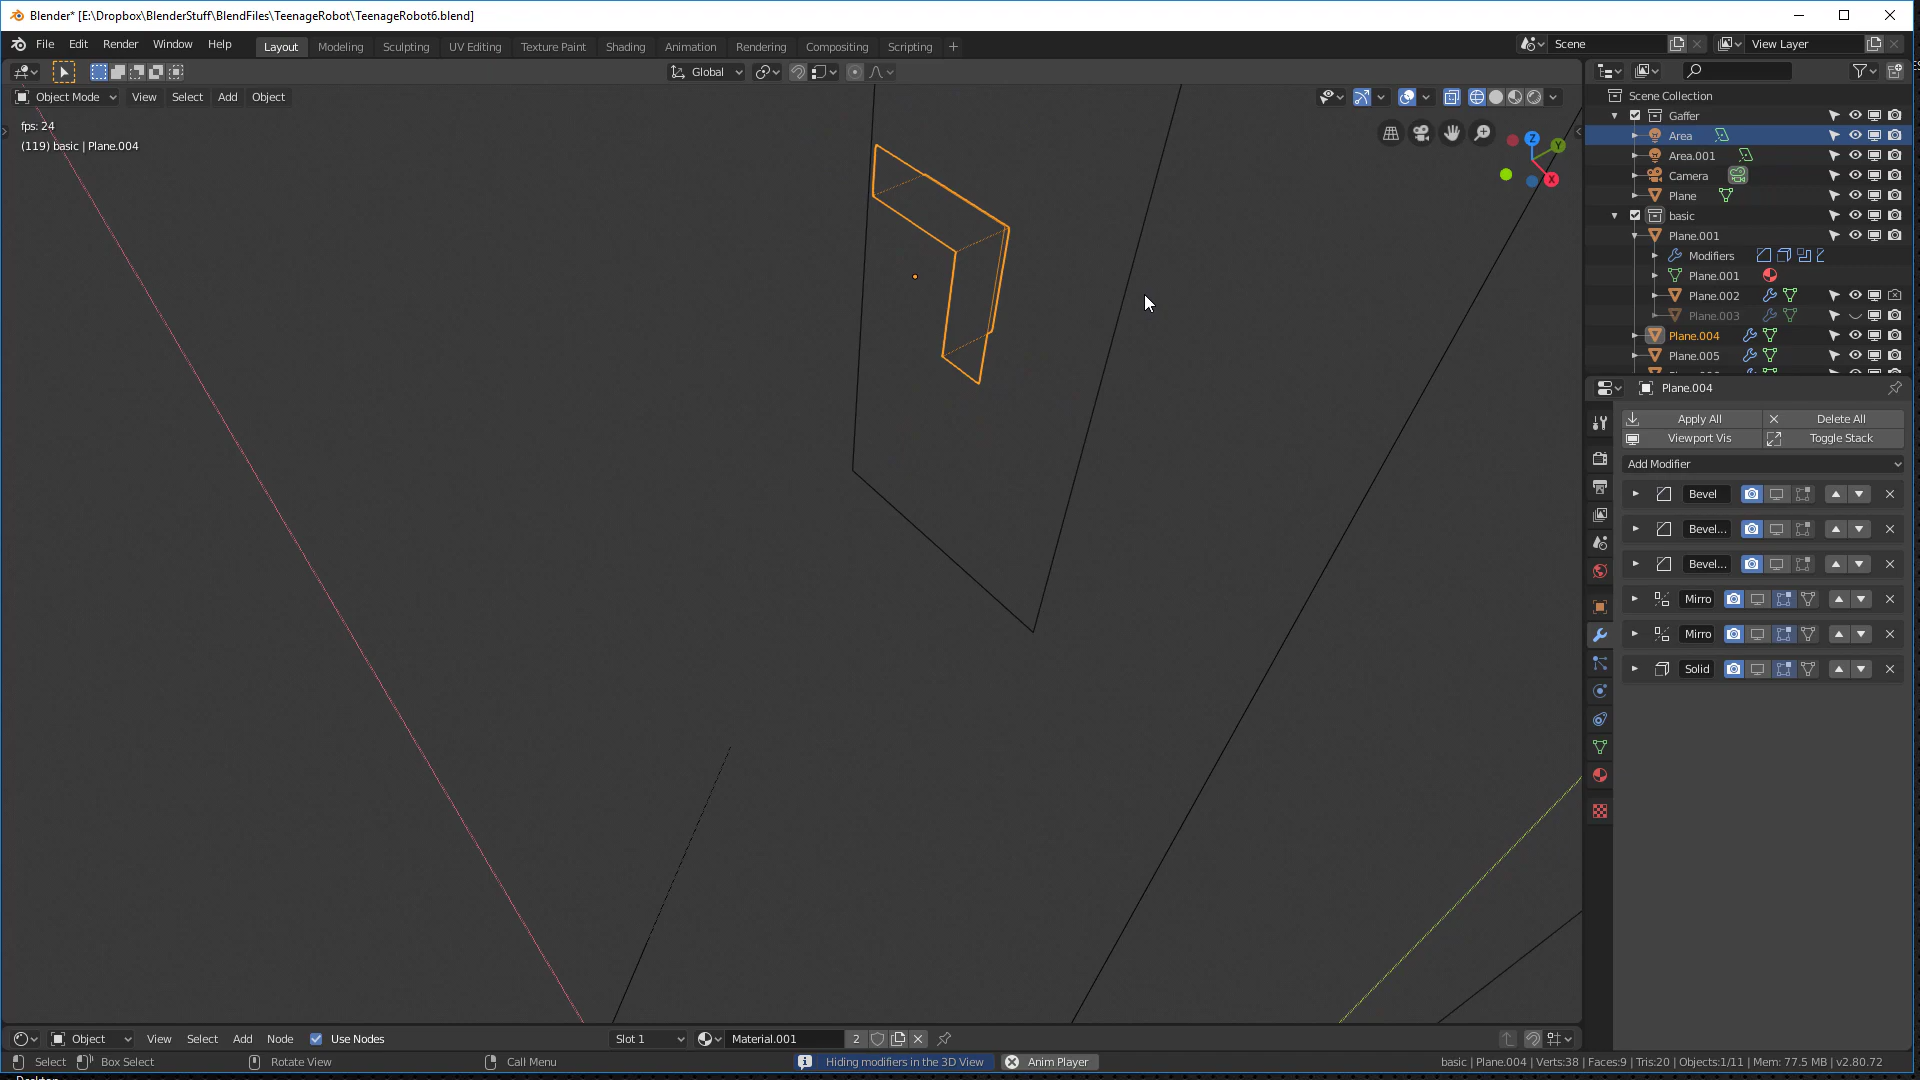 Blender* [E:\Dropbox\BlenderStuff\BlendFiles\TeenageRobot\TeenageRobot6.blend]
File Edit Render Window Help Layout Modeling Sculpting UV Editing Texture Paint Shading Animation Rendering Compositing Scripting + Scene View Layer
Global
Object Mode View Select Add Object
fps: 24
(119) basic | Plane.004
Z
Y
X
Scene Collection
Gaffer
Area
Area.001
Camera
Plane
basic
Plane.001
Modifiers
Plane.001
Plane.002
Plane.003
Plane.004
Plane.005
Plane.004
Apply All Delete All
Viewport Vis Toggle Stack
Add Modifier
Bevel
Bevel...
Bevel...
Mirro
Mirro
Solid
Object View Select Add Node Use Nodes Slot 1 Material.001 2
Select Box Select Rotate View Call Menu Hiding modifiers in the 3D View Anim Player basic | Plane.004 | Verts:38 | Faces:9 | Tris:20 | Objects:1/11 | Mem: 77.5 MB | v2.80.72